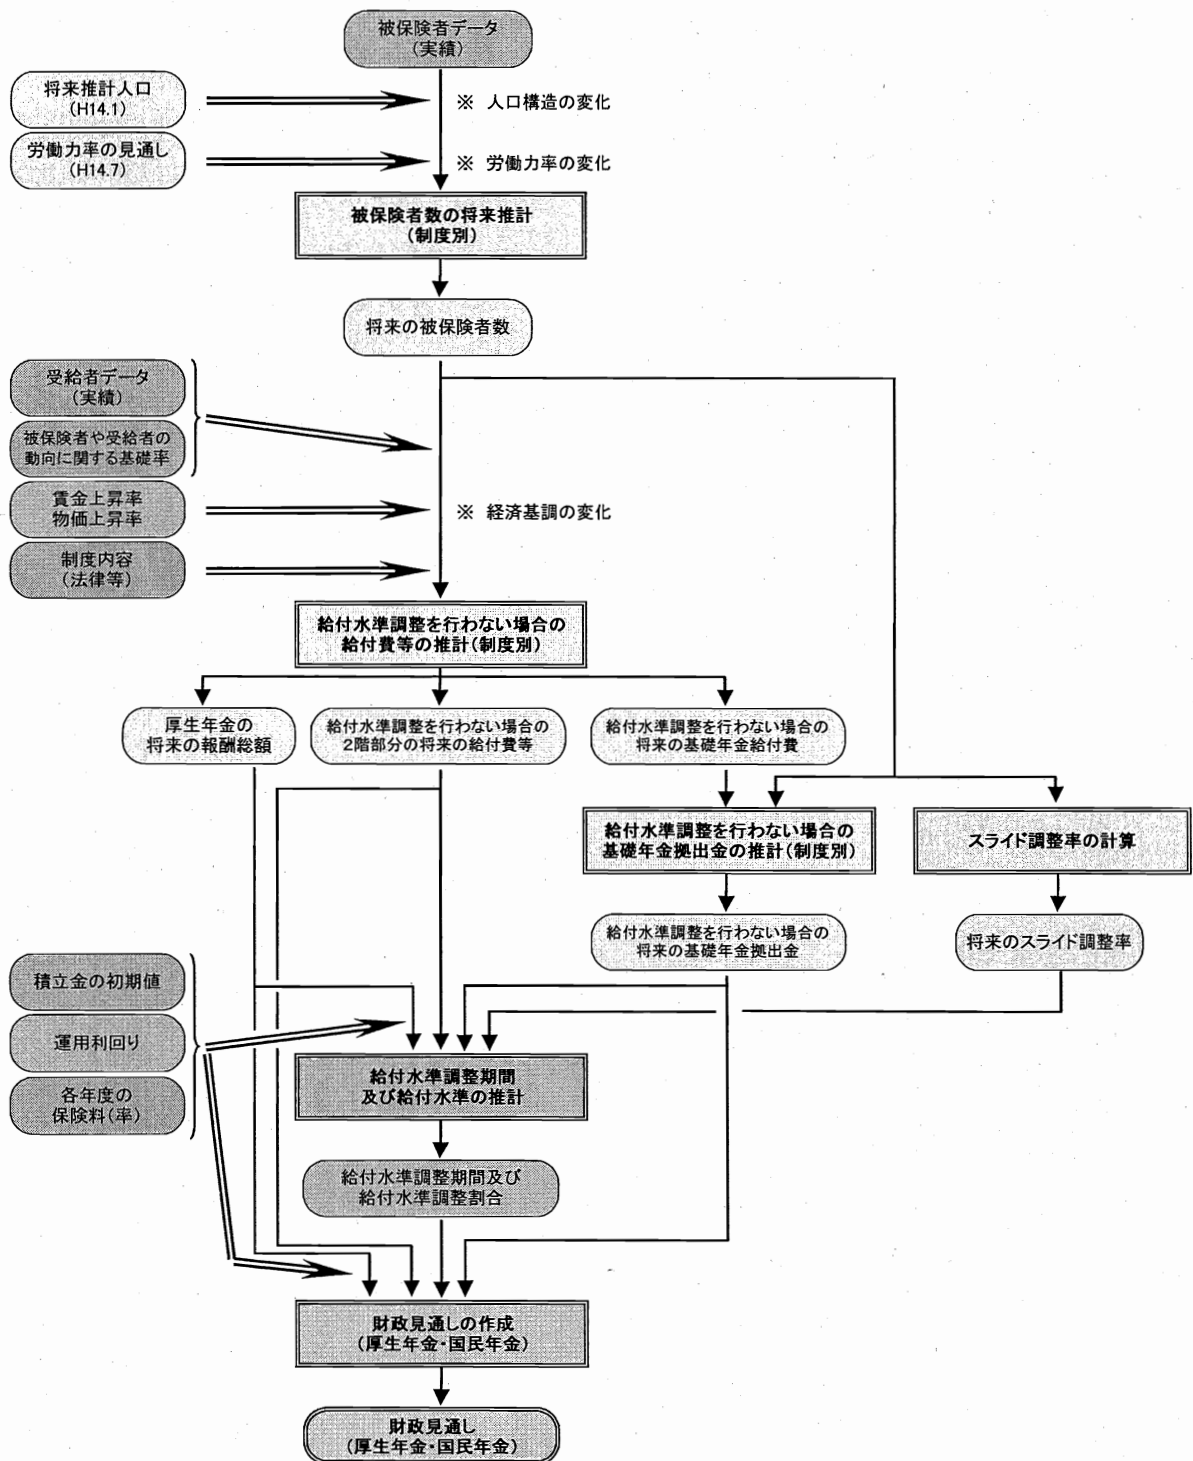 被保険者データ
(実績)
将来推計人口
(H14.1)
※ 人口構造の変化
労働力率の見通し
(H14.7)
※ 労働力率の変化
被保険者数の将来推計
(制度別)
将来の被保険者数
受給者データ
(実績)
被保険者や受給者の
動向に関する基礎率
賃金上昇率
物価上昇率
※ 経済基調の変化
制度内容
(法律等)
給付水準調整を行わない場合の
給付費等の推計(制度別)
厚生年金の
将来の報酬総額
給付水準調整を行わない場合の
2階部分の将来の給付費等
給付水準調整を行わない場合の
将来の基礎年金給付費
給付水準調整を行わない場合の
基礎年金拠出金の推計(制度別)
スライド調整率の計算
給付水準調整を行わない場合の
将来の基礎年金拠出金
将来のスライド調整率
積立金の初期値
運用利回り
各年度の
保険料(率)
給付水準調整期間
及び給付水準の推計
給付水準調整期間及び
給付水準調整割合
財政見通しの作成
(厚生年金・国民年金)
財政見通し
(厚生年金・国民年金)